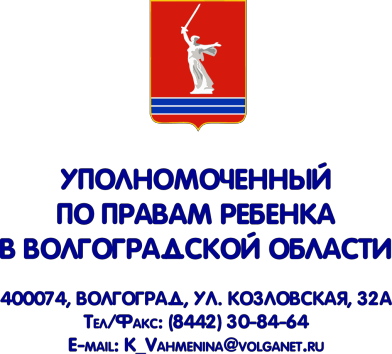 УПОЛНОМОЧЕННЫЙ
ПО ПРАВАМ РЕБЕНКА
В ВОЛГОГРАДСКОЙ ОБЛАСТИ
400074, ВОЛГОГРАД, УЛ. КОЗЛОВСКАЯ, 32А
Тел/Факс: (8442) 30-84-64
E-mail: K_Vahmenina@volganet.ru